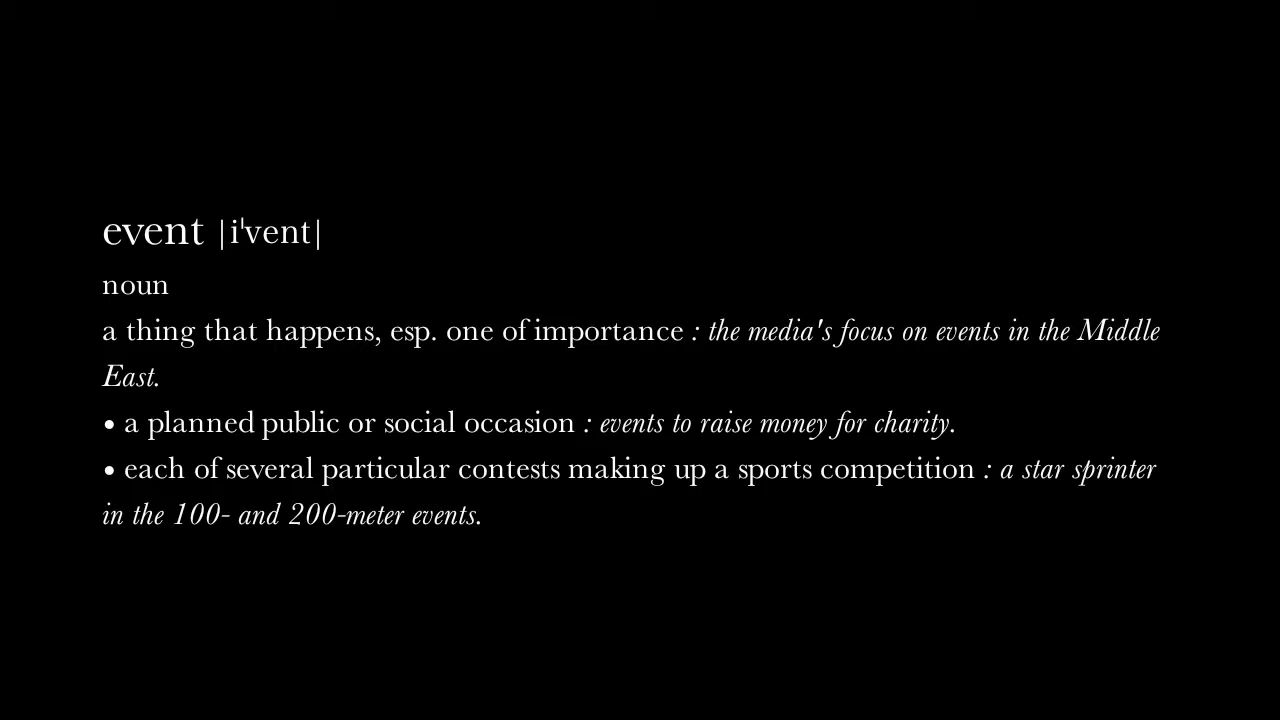 event |iˈvent|
noun
a thing that happens, esp. one of importance : the media's focus on events in the Middle
East.
• a planned public or social occasion : events to raise money for charity.
• each of several particular contests making up a sports competition : a star sprinter
in the 100- and 200-meter events.